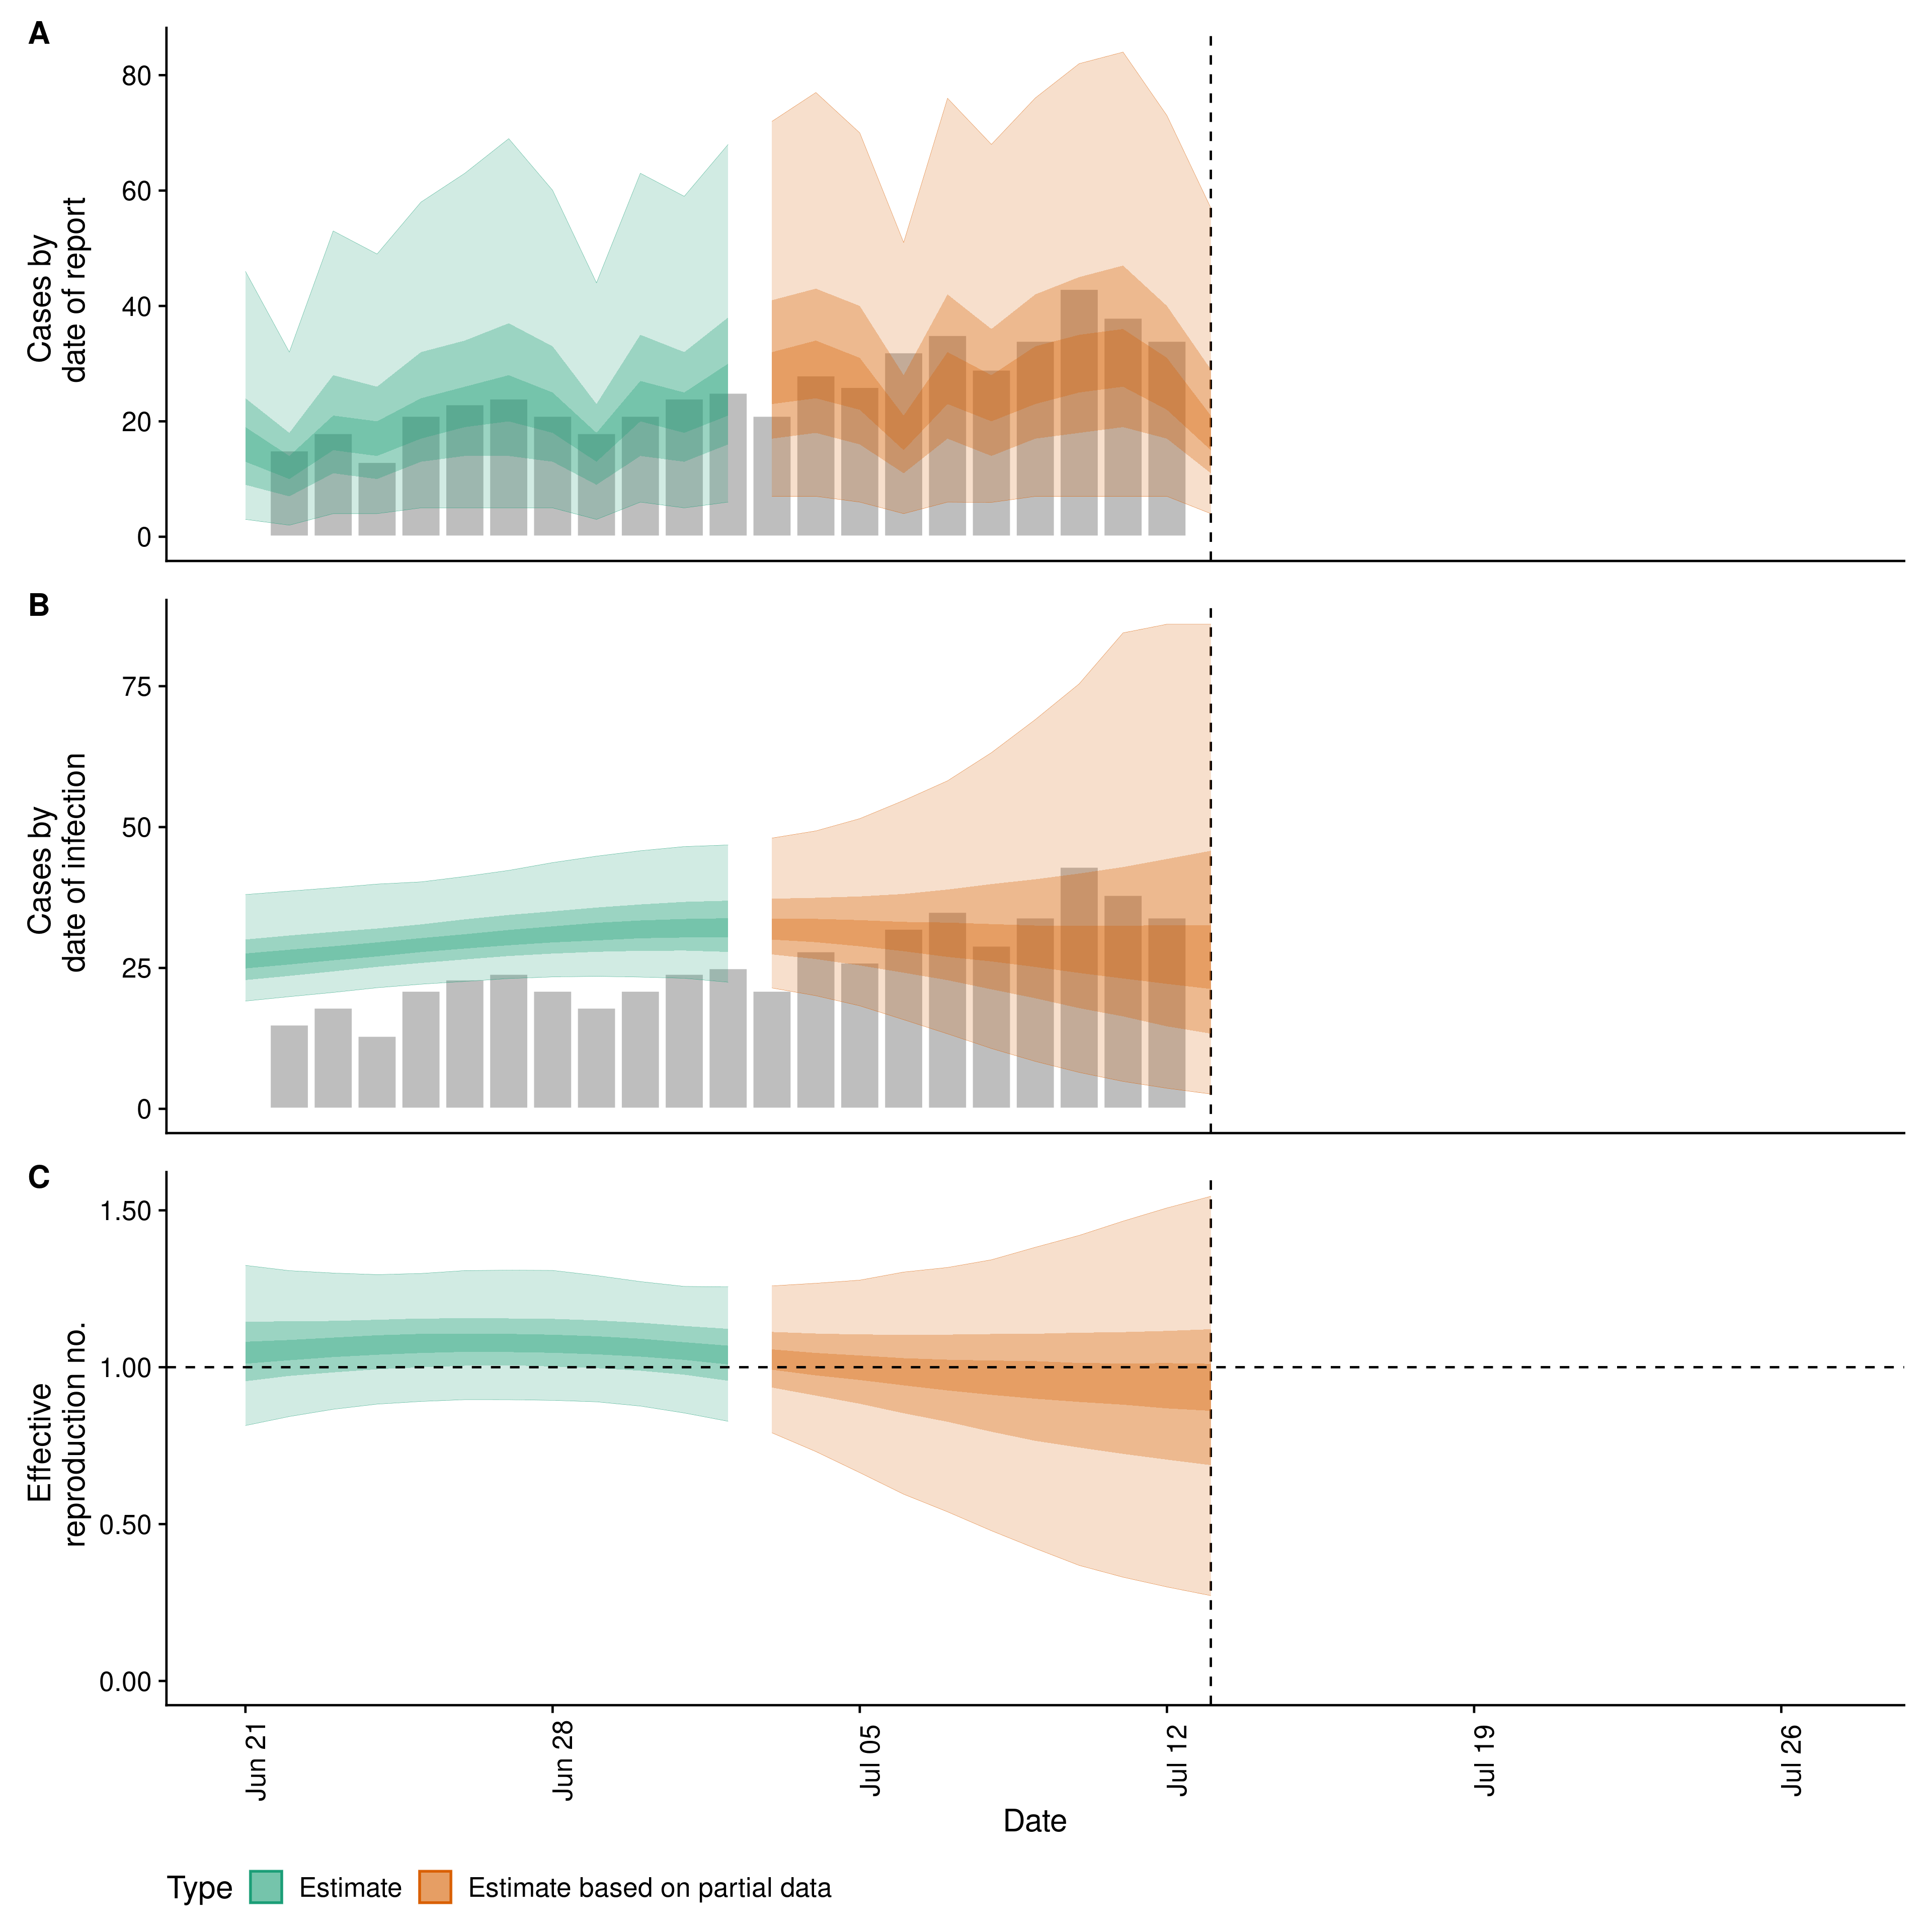 A
Cases by
date of report
80
60
40
20
0
B
Cases by
date of infection
75
50
25
0
C
Effective
reproduction no.
1.50
1.00
0.50
0.00
Jun 21
Jun 28
Jul 05
Jul 12
Jul 19
Jul 26
Date
Type
Estimate
Estimate based on partial data